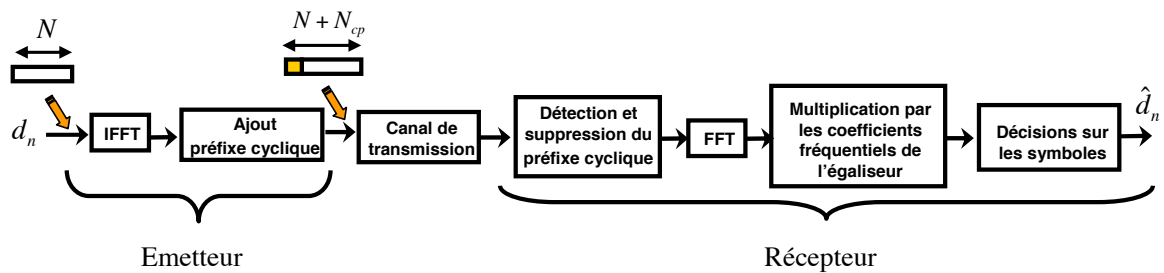 N
N + N_cp
d_n
IFFT
Ajout
préfixe cyclique
Canal de
transmission
Détection et
suppression du
préfixe cyclique
FFT
Multiplication par
les coefficients
fréquentiels de
l'égaliseur
Décisions sur
les symboles
d̂_n
Emetteur
Récepteur